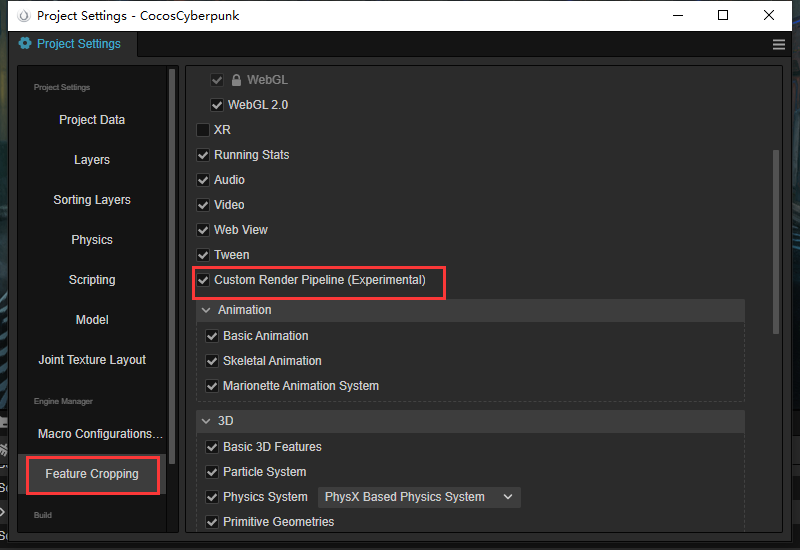 Project Settings - CocosCyberpunk
Project Settings
Project Settings
Project Data
Layers
Sorting Layers
Physics
Scripting
Model
Joint Texture Layout
Engine Manager
Macro Configurations...
Feature Cropping
Build
WebGL
WebGL 2.0
XR
Running Stats
Audio
Video
Web View
Tween
Custom Render Pipeline (Experimental)
Animation
Basic Animation
Skeletal Animation
Marionette Animation System
3D
Basic 3D Features
Particle System
Physics System PhysX Based Physics System
Primitive Geometries